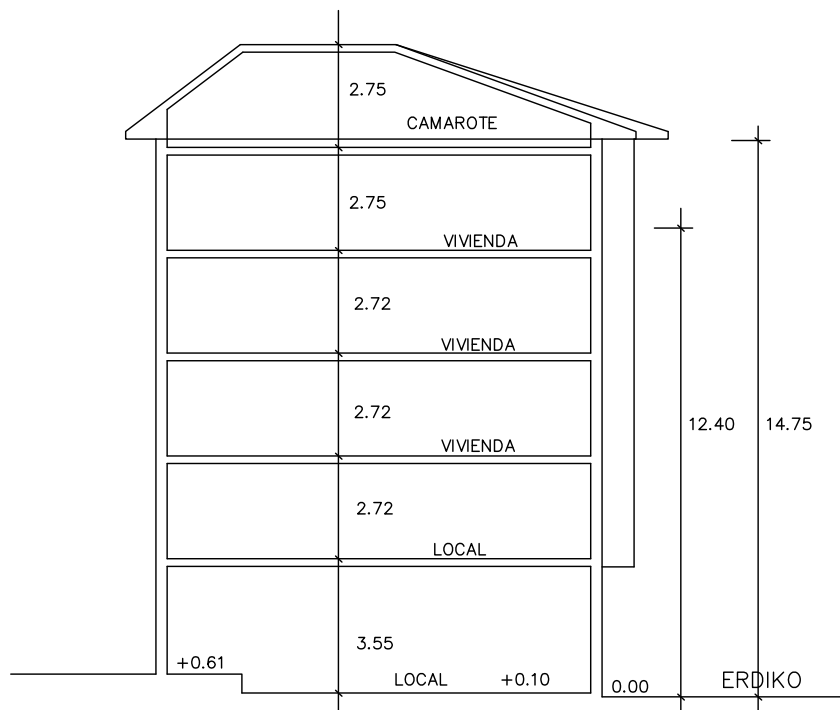 2.75
CAMAROTE
2.75
VIVIENDA
2.72
VIVIENDA
12.40
14.75
2.72
VIVIENDA
2.72
LOCAL
3.55
+0.61
LOCAL
+0.10
0.00
ERDIKO